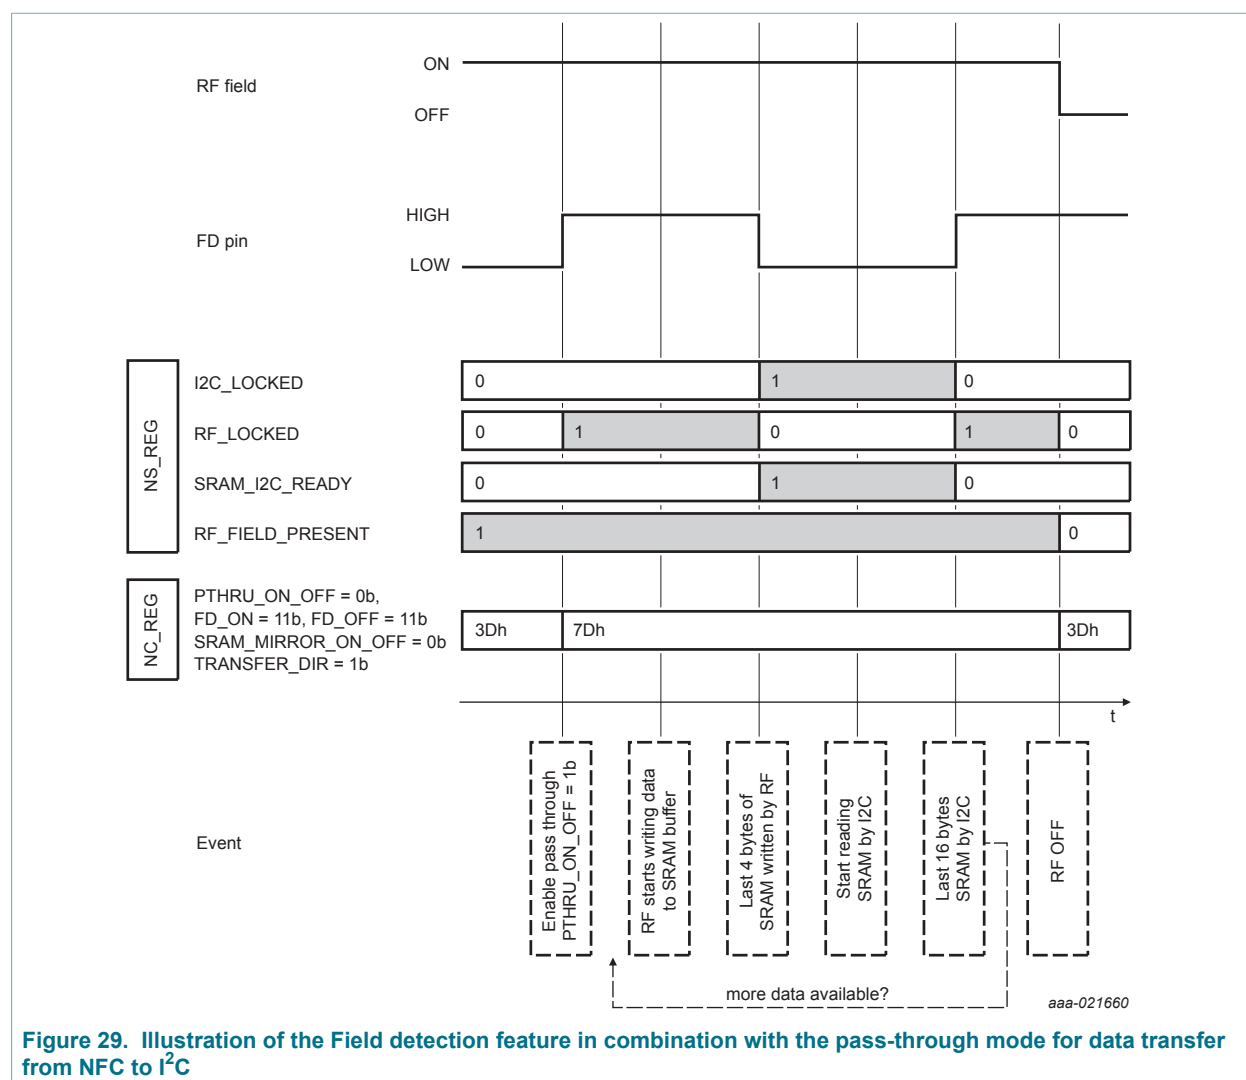 ON
RF field
OFF
HIGH
FD pin
LOW
NS_REG
I2C_LOCKED
0
1
0
RF_LOCKED
0
1
0
1
0
SRAM_I2C_READY
0
1
0
RF_FIELD_PRESENT
1
0
NC_REG
PTHRU_ON_OFF = 0b,
FD_ON = 11b, FD_OFF = 11b
SRAM_MIRROR_ON_OFF = 0b
TRANSFER_DIR = 1b
3Dh
7Dh
3Dh
t
Event
Enable pass through
PTHRU_ON_OFF = 1b
RF starts writing data
to SRAM buffer
Last 4 bytes of
SRAM written by RF
Start reading
SRAM by I2C
Last 16 bytes
SRAM by I2C
RF OFF
more data available?
aaa-021660
Figure 29. Illustration of the Field detection feature in combination with the pass-through mode for data transfer
from NFC to I²C